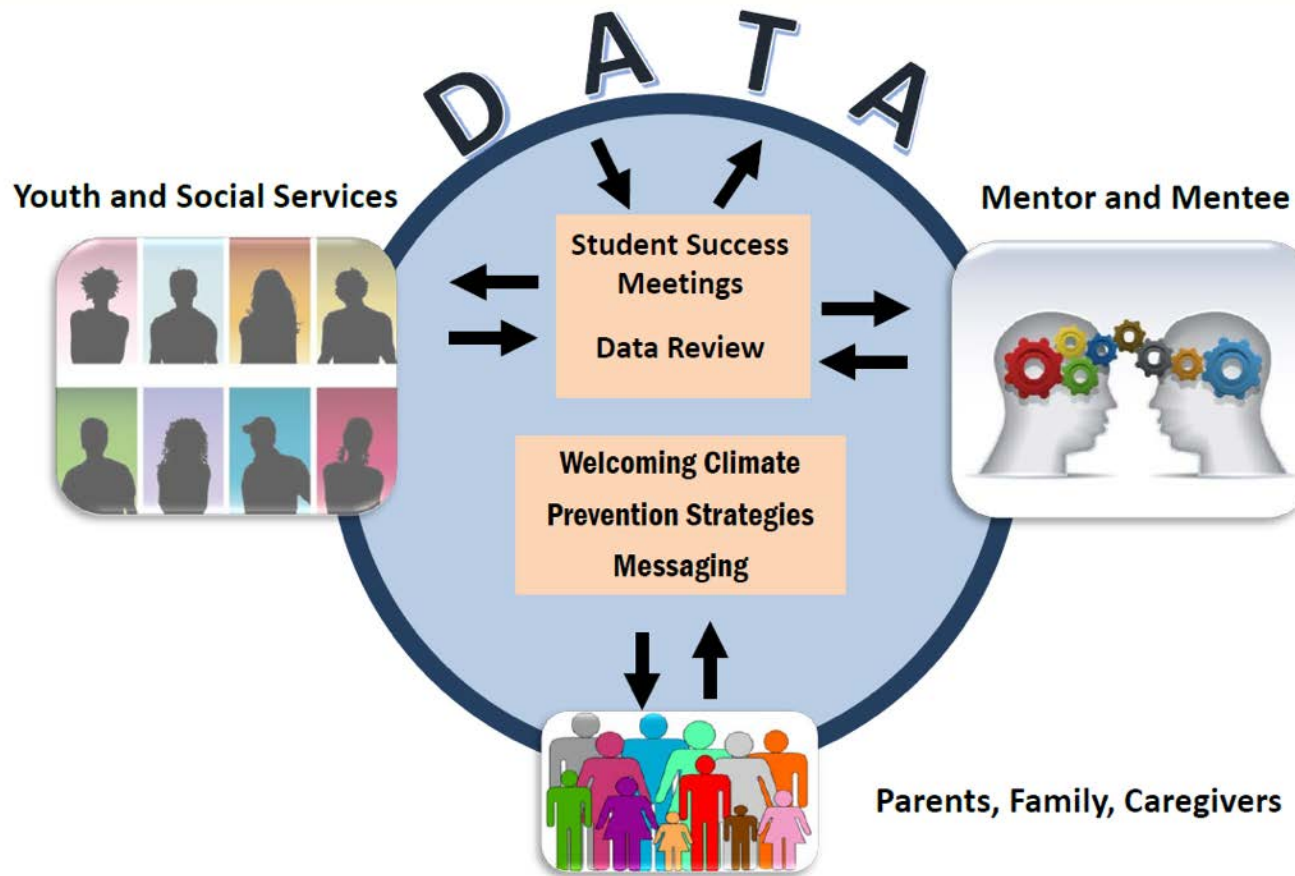 DATA
Youth and Social Services
Mentor and Mentee
Student Success
Meetings
Data Review
Welcoming Climate
Prevention Strategies
Messaging
Parents, Family, Caregivers